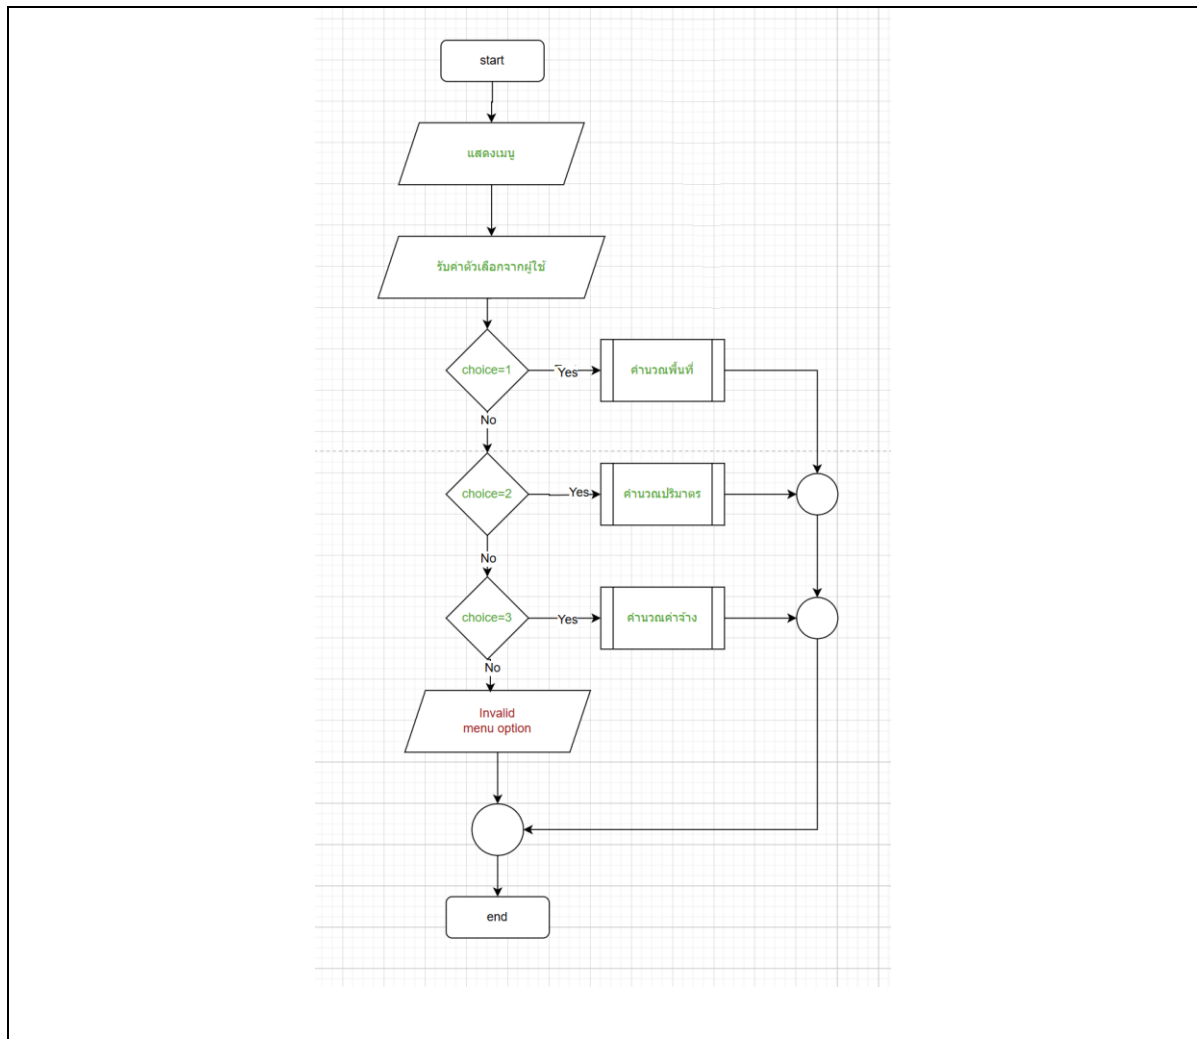 start
แสดงเมนู
รับค่าตัวเลือกจากผู้ใช้
choice=1
Yes
คำนวณพื้นที่
No
choice=2
Yes
คำนวณปริมาตร
No
choice=3
Yes
คำนวณค่าจ้าง
No
Invalid
menu option
end